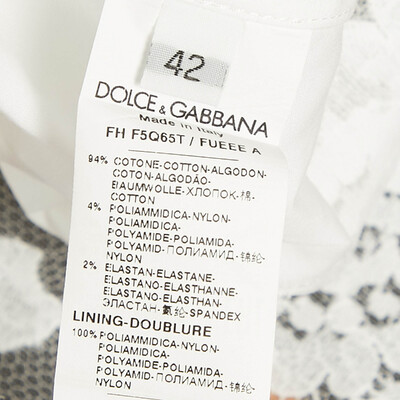 42
DOLCE & GABBANA
Made in Italy
FH F5Q65T / FUEEE A
94% COTONE-COTTON-ALGODON-
COTON-ALGODÃO-
BAUMWOLLE-ХЛОПОК-棉-
COTTON
4% POLIAMMIDICA-NYLON-
POLIAMIDICA-
POLYAMIDE-POLIAMIDA-
POLYAMID-ПОЛИАМИД-锦纶-
NYLON
2% ELASTAN-ELASTANE-
ELASTANO-ELASTHANNE-
ELASTANO-ELASTHAN-
ЭЛАСТАН-氨纶-SPANDEX
LINING-DOUBLURE
100% POLIAMMIDICA-NYLON-
POLIAMIDICA-
POLYAMIDE-POLIAMIDA-
POLYAMID-ПОЛИАМИД-锦纶-
NYLON